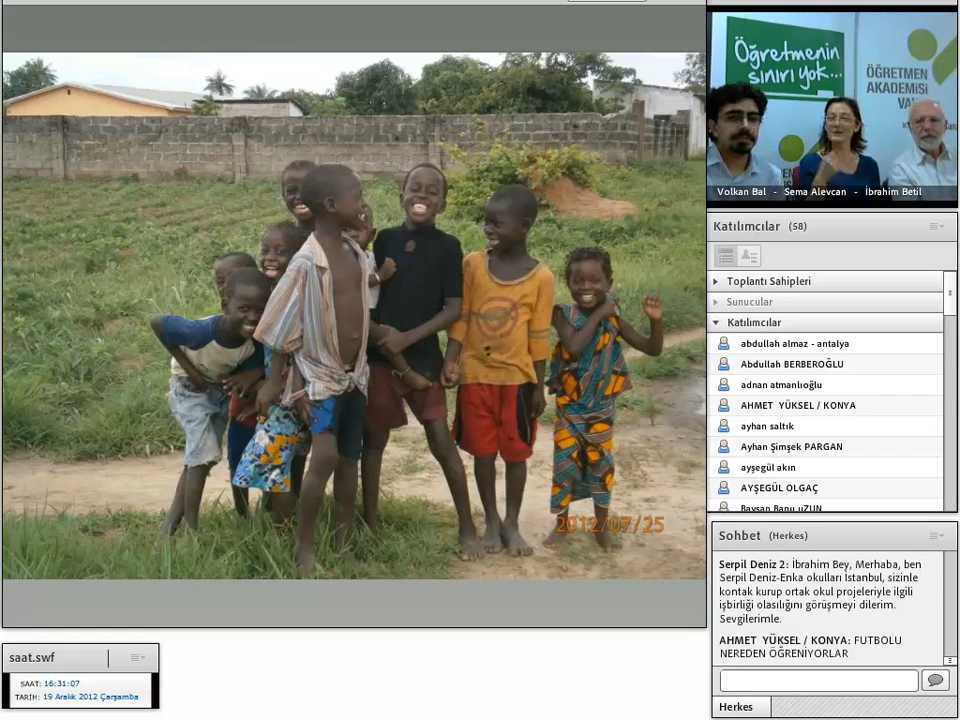 2012/07/25
saat.swf
SAAT: 16:31:07
TARİH: 19 Aralık 2012 Çarşamba
Öğretmenin
sınırı yok...
ÖĞRETMEN
AKADEMİSİ
Volkan Bal - Sema Alevcan - İbrahim Betil
Katılımcılar (58)
Toplantı Sahipleri
Sunucular
Katılımcılar
abdullah almaz - antalya
Abdullah BERBEROĞLU
adnan atmanlıoğlu
AHMET YÜKSEL / KONYA
ayhan saltık
Ayhan Şimşek PARGAN
ayşegül akın
AYŞEGÜL OLGAÇ
Baysan Banu uZUN
Sohbet (Herkes)
Serpil Deniz 2: İbrahim Bey, Merhaba, ben
Serpil Deniz-Enka okulları Istanbul, sizinle
kontak kurup ortak okul projeleriyle ilgili
işbirliği olasılığını görüşmeyi dilerim.
Sevgilerimle.
AHMET YÜKSEL / KONYA: FUTBOLU
NEREDEN ÖĞRENİYORLAR
Herkes